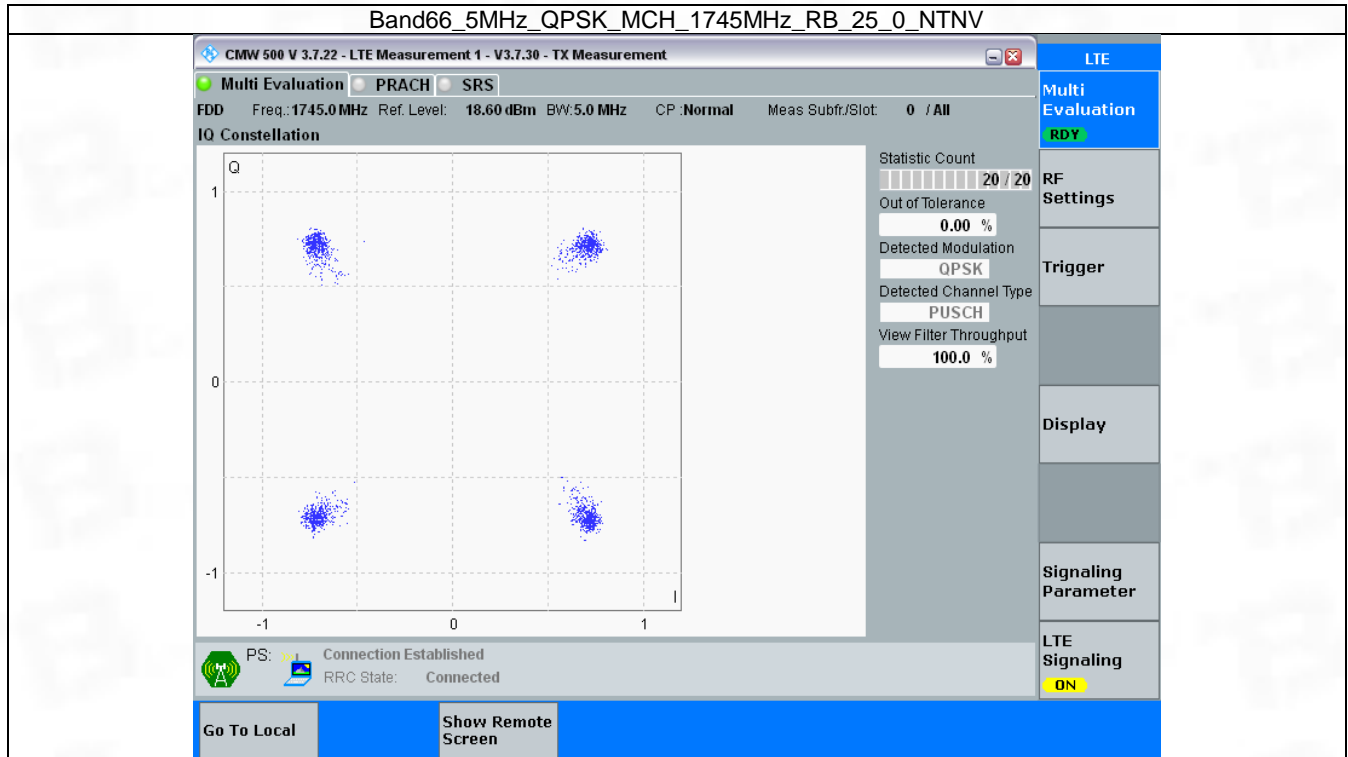 Band66_5MHz_QPSK_MCH_1745MHz_RB_25_0_NTNV
CMW 500 V 3.7.22 - LTE Measurement 1 - V3.7.30 - TX Measurement
LTE
Multi Evaluation PRACH SRS
FDD Freq.:1745.0 MHz Ref. Level: 18.60 dBm BW:5.0 MHz CP :Normal Meas Subfr./Slot: 0 / All
IQ Constellation
Multi
Evaluation
RDY
Q
1
0
-1
I
-1 0 1
Statistic Count
20 / 20
Out of Tolerance
0.00 %
Detected Modulation
QPSK
Detected Channel Type
PUSCH
View Filter Throughput
100.0 %
RF
Settings
Trigger
Display
Signaling
Parameter
LTE
Signaling
ON
PS: Connection Established
RRC State: Connected
Go To Local
Show Remote
Screen